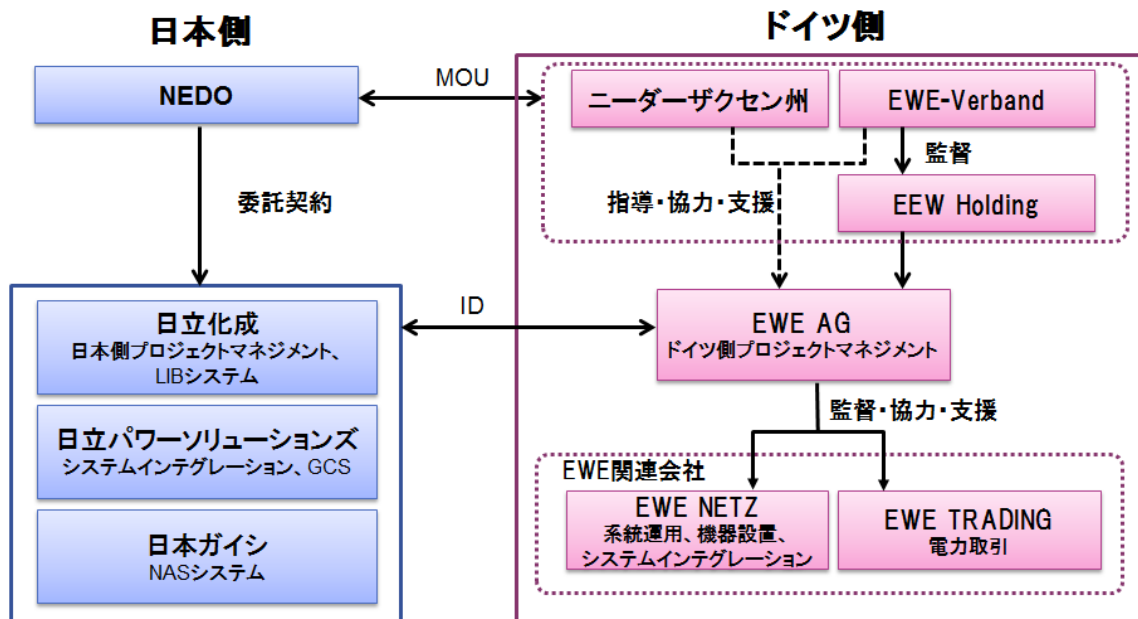 日本側
ドイツ側
NEDO
MOU
ニーダーザクセン州
EWE-Verband
監督
委託契約
指導・協力・支援
EEW Holding
日立化成
日本側プロジェクトマネジメント、
LIBシステム
ID
EWE AG
ドイツ側プロジェクトマネジメント
日立パワーソリューションズ
システムインテグレーション、GCS
監督・協力・支援
日本ガイシ
NASシステム
EWE関連会社
EWE NETZ
系統運用、機器設置、
システムインテグレーション
EWE TRADING
電力取引